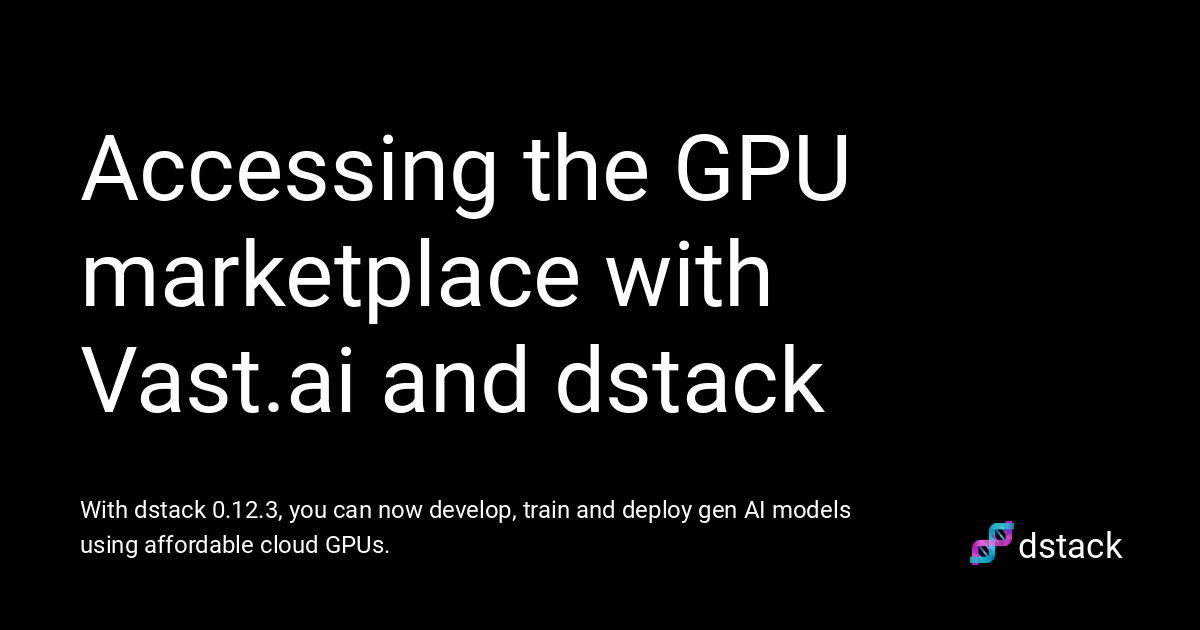 Accessing the GPU
marketplace with
Vast.ai and dstack
With dstack 0.12.3, you can now develop, train and deploy gen AI models
using affordable cloud GPUs.
dstack